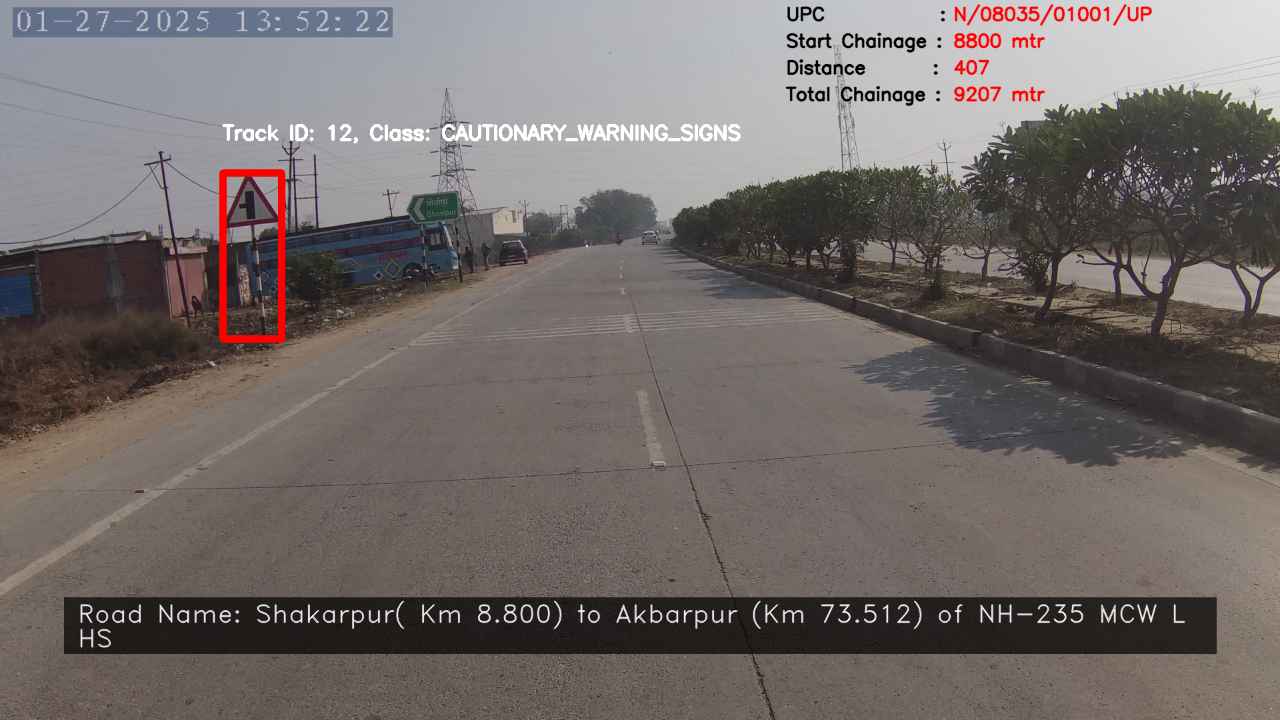 01-27-2025 13:52:22
UPC : N/08035/01001/UP
Start Chainage : 8800 mtr
Distance : 407
Total Chainage : 9207 mtr
Track ID: 12, Class: CAUTIONARY_WARNING_SIGNS
Road Name: Shakarpur( Km 8.800) to Akbarpur (Km 73.512) of NH-235 MCW L
HS